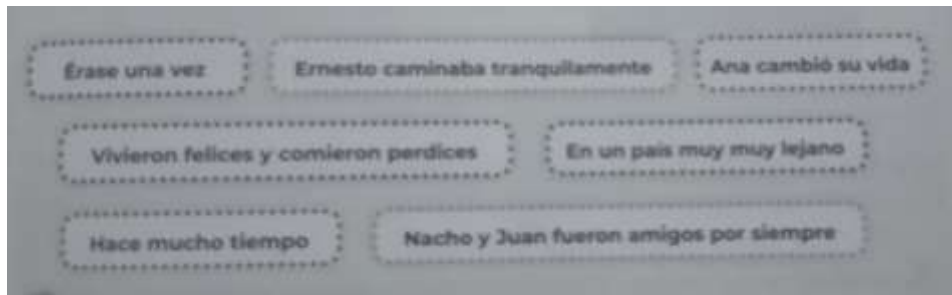 Érase una vez
Ernesto caminaba tranquilamente
Ana cambió su vida
Vivieron felices y comieron perdices
En un país muy muy lejano
Hace mucho tiempo
Nacho y Juan fueron amigos por siempre